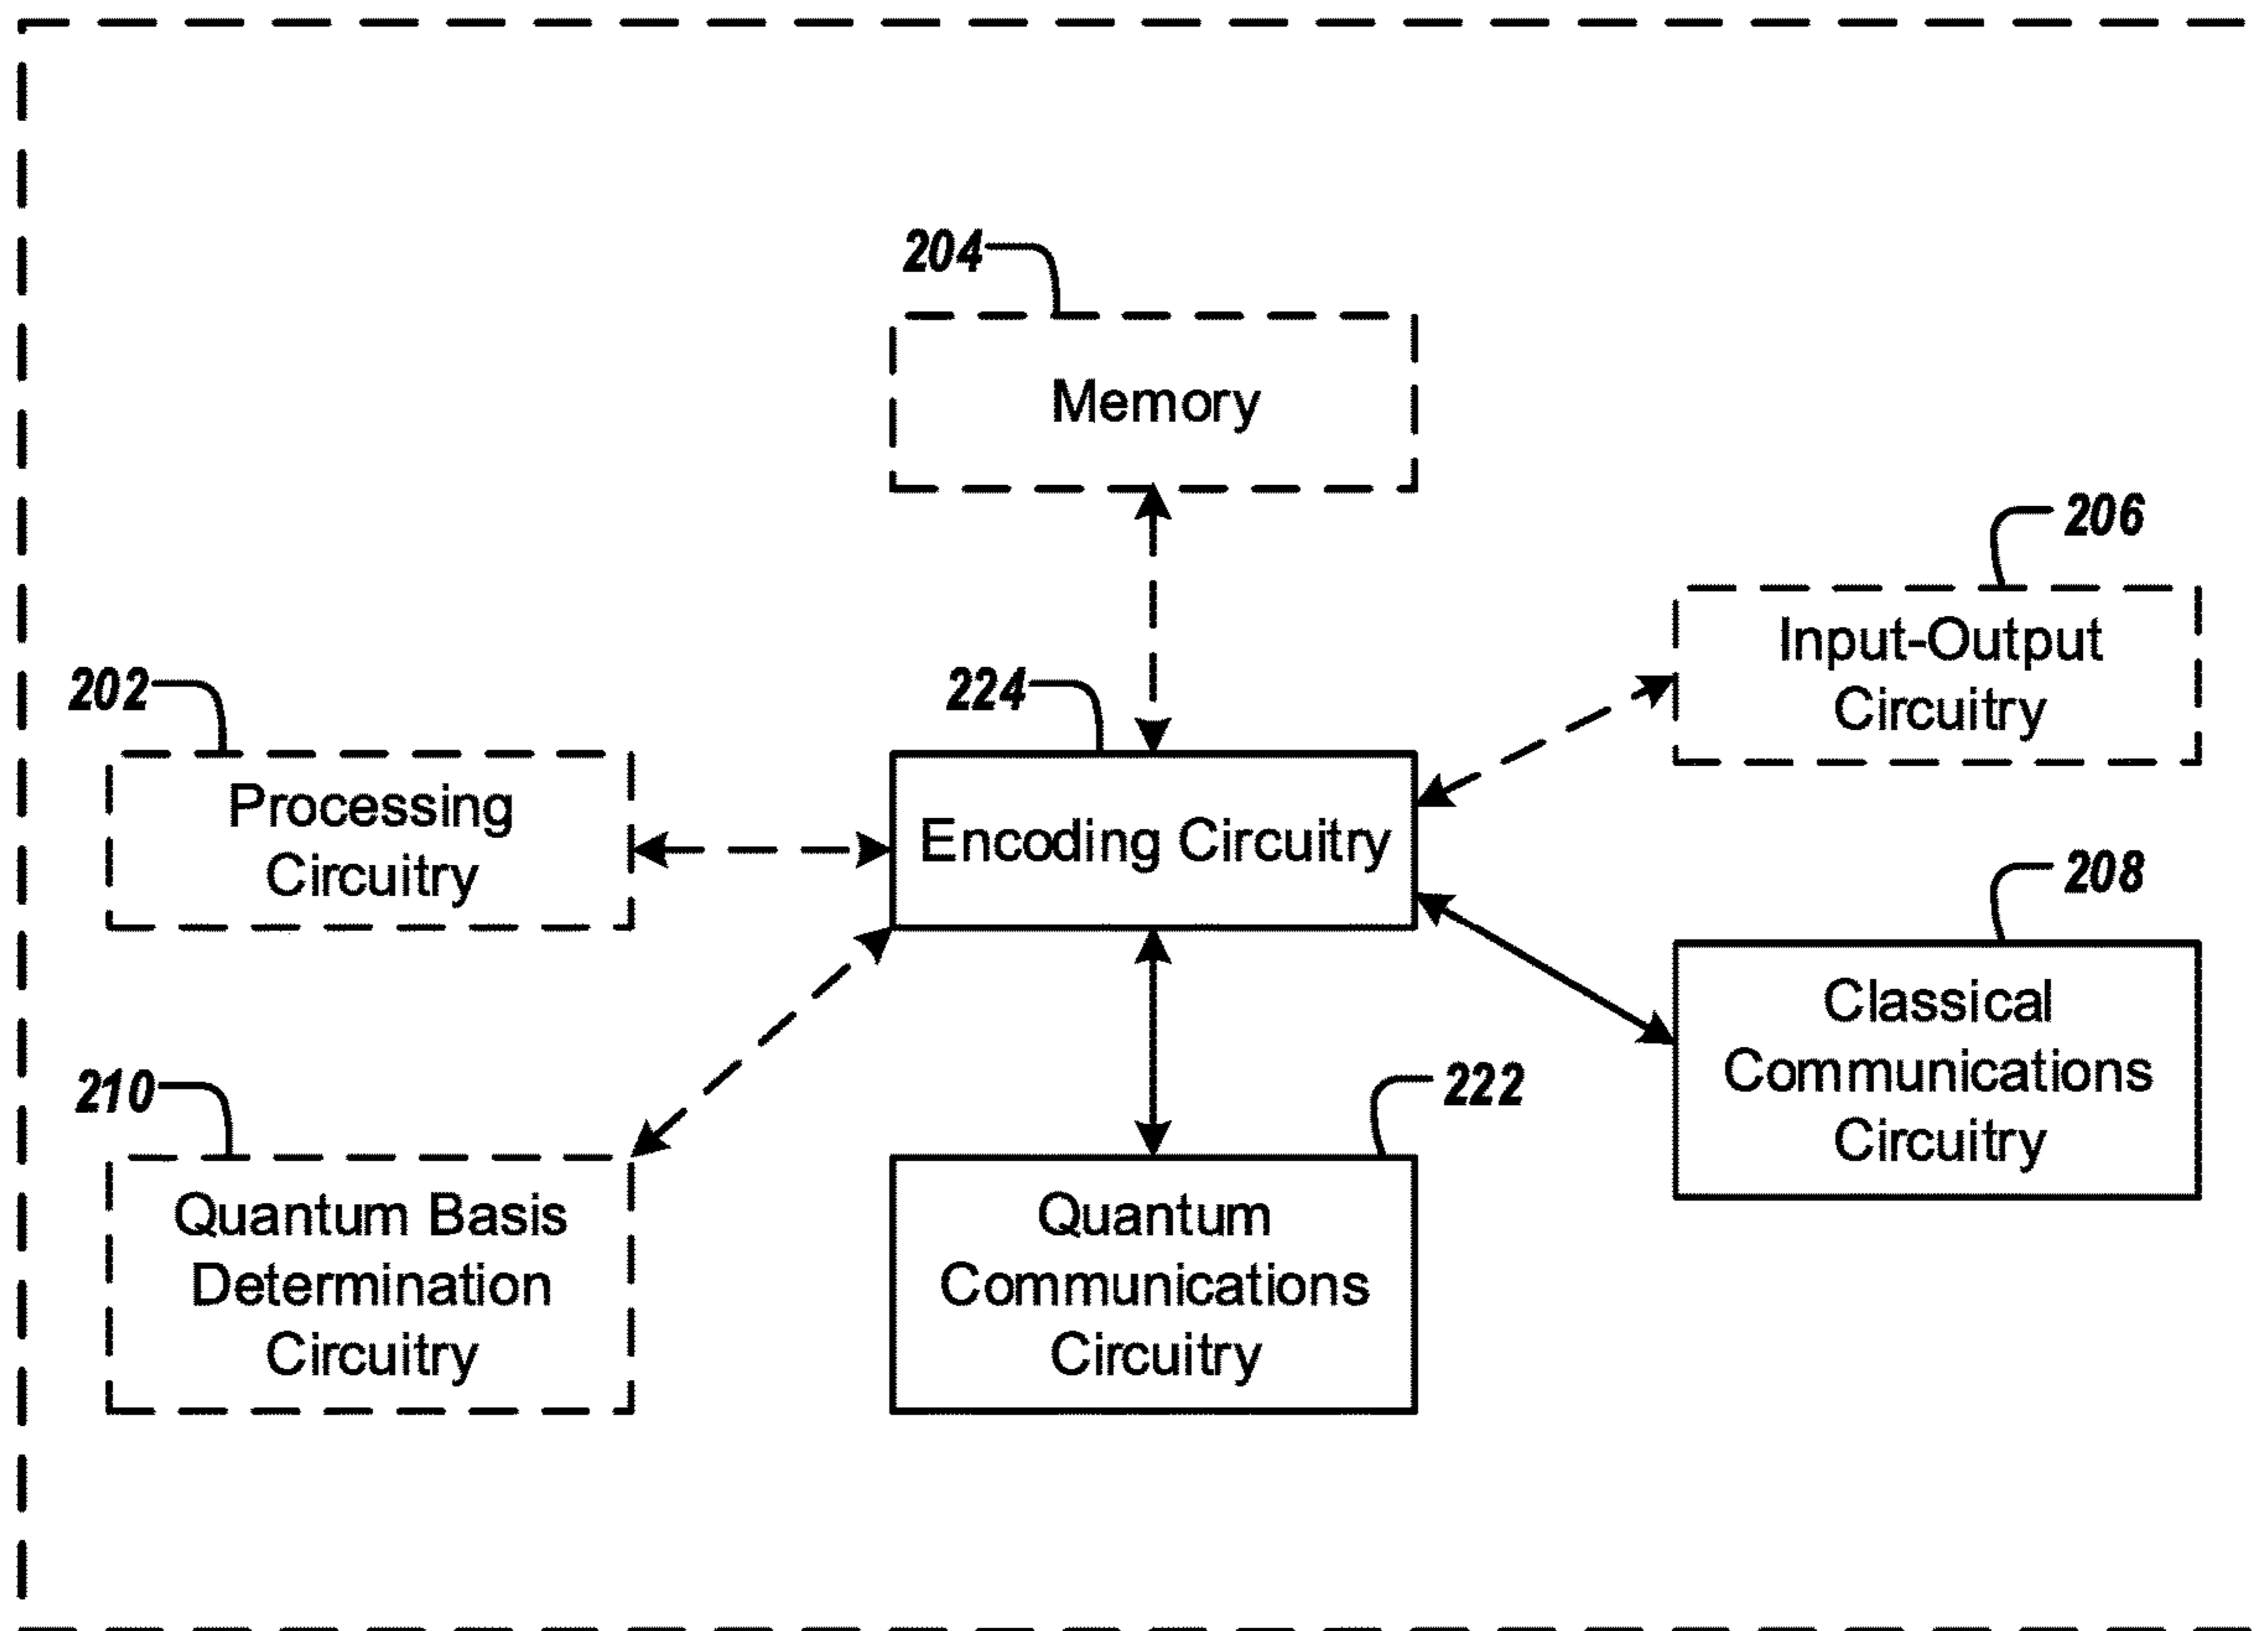 204
Memory
206
Input-Output
Circuitry
202
Processing
Circuitry
224
Encoding Circuitry
208
Classical
Communications
Circuitry
210
Quantum Basis
Determination
Circuitry
222
Quantum
Communications
Circuitry